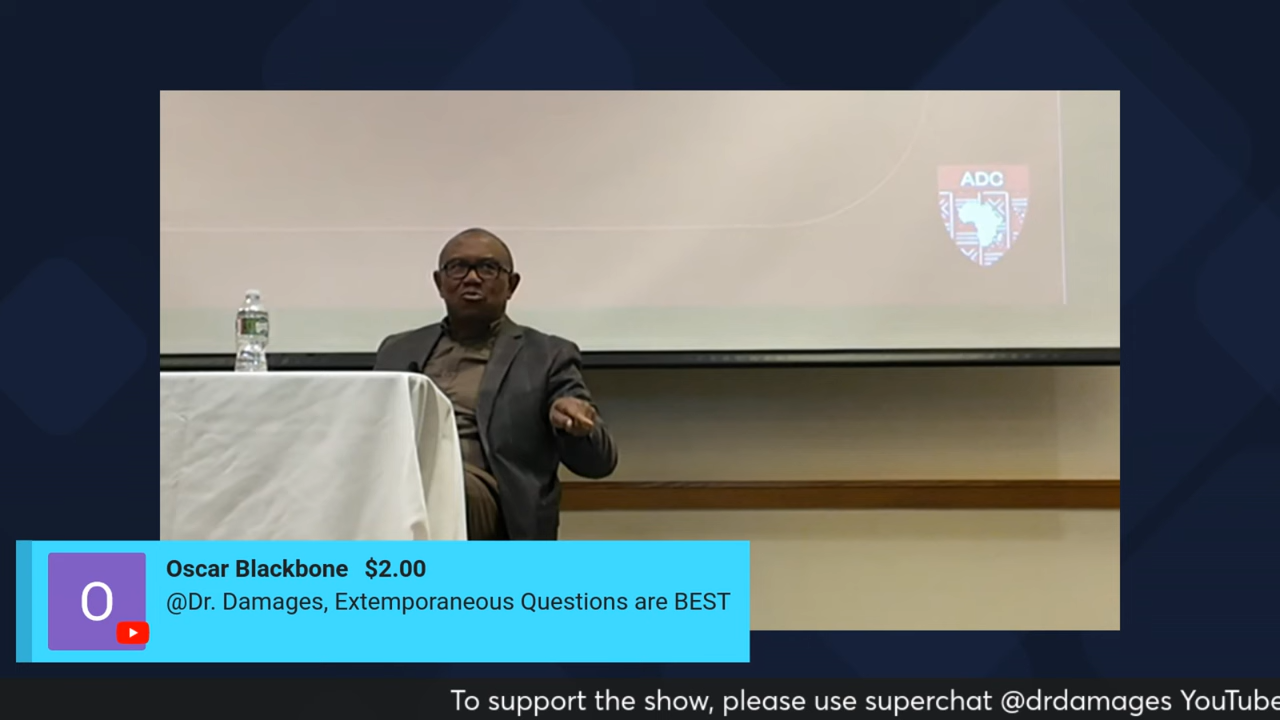 ADC
O
Oscar Blackbone $2.00
@Dr. Damages, Extemporaneous Questions are BEST
To support the show, please use superchat @drdamages YouTube